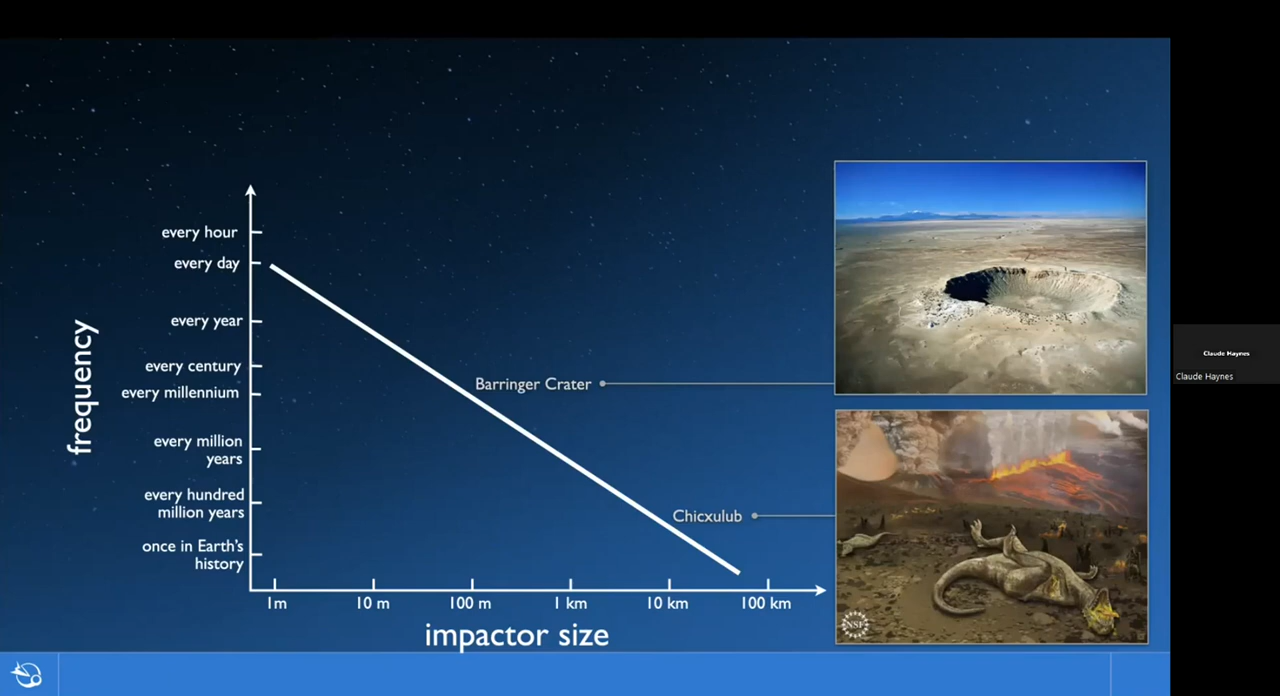 every hour
every day
every year
every century
every millennium
every million
years
every hundred
million years
once in Earth's
history
frequency
Barringer Crater
Chicxulub
1m
10 m
100 m
1 km
10 km
100 km
impactor size
NSF
Claude Haynes
Claude Haynes